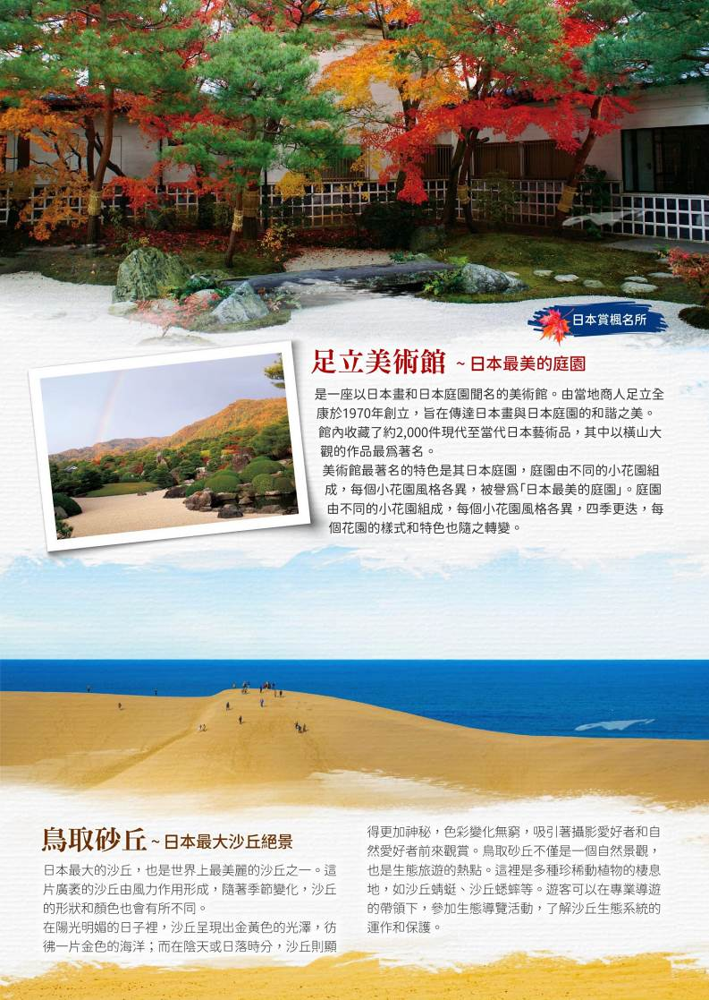 日本賞楓名所
足立美術館 ~日本最美的庭園
是一座以日本畫和日本庭園聞名的美術館。由當地商人足立全
康於1970年創立，旨在傳達日本畫與日本庭園的和諧之美。
館內收藏了約2,000件現代至當代日本藝術品，其中以橫山大
觀的作品最為著名。
美術館最著名的特色是其日本庭園，庭園由不同的小花園組
成，每個小花園風格各異，被譽為「日本最美的庭園」。庭園
由不同的小花園組成，每個小花園風格各異，四季更迭，每
個花園的樣式和特色也隨之轉變。
鳥取砂丘~日本最大沙丘絕景
日本最大的沙丘，也是世界上最美麗的沙丘之一。這
片廣袤的沙丘由風力作用形成，隨著季節變化，沙丘
的形狀和顏色也會有所不同。
在陽光明媚的日子裡，沙丘呈現出金黃色的光澤，彷
彿一片金色的海洋；而在陰天或日落時分，沙丘則顯
得更加神秘，色彩變化無窮，吸引著攝影愛好者和自
然愛好者前來觀賞。鳥取砂丘不僅是一個自然景觀，
也是生態旅遊的熱點。這裡是多種珍稀動植物的棲息
地，如沙丘蜻蜓、沙丘蟋蟀等。遊客可以在專業導遊
的帶領下，參加生態導覽活動，了解沙丘生態系統的
運作和保護。